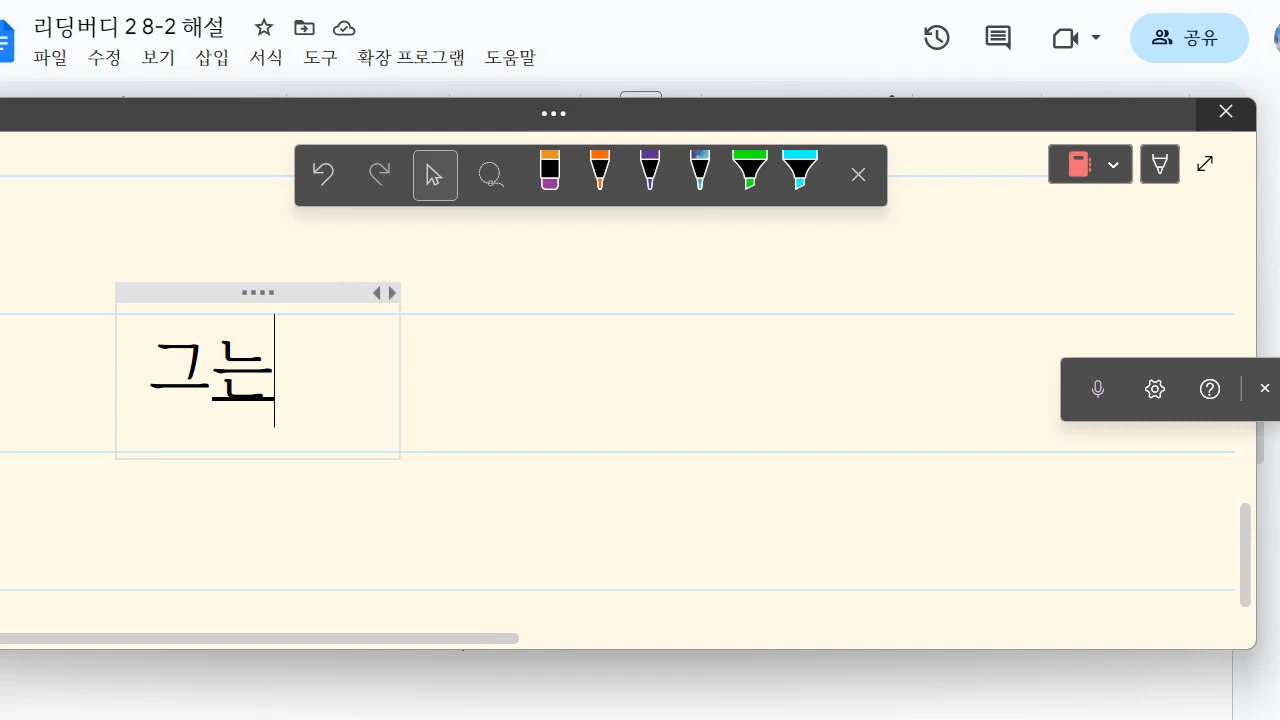 리딩버디 2 8-2 해설
파일 수정 보기 삽입 서식 도구 확장 프로그램 도움말
공유
그는